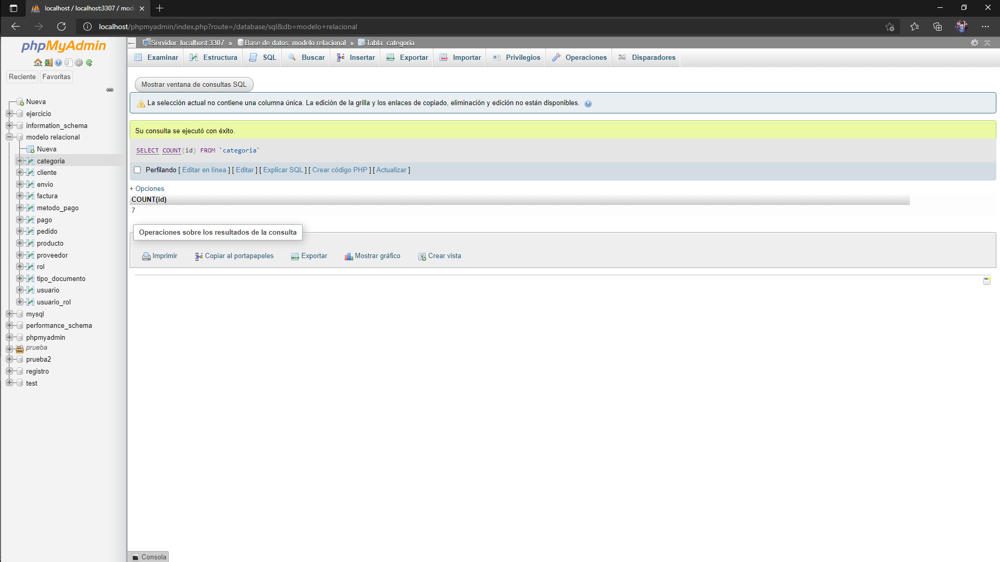 localhost / localhost:3307 / mod
localhost/phpmyadmin/index.php?route=/database/sql&db=modelo+relacional
phpMyAdmin
Reciente Favoritas
Nueva
ejercicio
information_schema
modelo relacional
Nueva
categoria
cliente
envio
factura
metodo_pago
pago
pedido
producto
proveedor
rol
tipo_documento
usuario
usuario_rol
mysql
performance_schema
phpmyadmin
prueba
prueba2
registro
test
Servidor: localhost:3307 » Base de datos: modelo relacional » Tabla: categoria
Examinar Estructura SQL Buscar Insertar Exportar Importar Privilegios Operaciones Disparadores
Mostrar ventana de consultas SQL
La selección actual no contiene una columna única. La edición de la grilla y los enlaces de copiado, eliminación y edición no están disponibles.
Su consulta se ejecutó con éxito.
SELECT COUNT(id) FROM `categoria`
Perfilando [ Editar en línea ] [ Editar ] [ Explicar SQL ] [ Crear código PHP ] [ Actualizar ]
+ Opciones
COUNT(id)
7
Operaciones sobre los resultados de la consulta
Imprimir Copiar al portapapeles Exportar Mostrar gráfico Crear vista
Consola